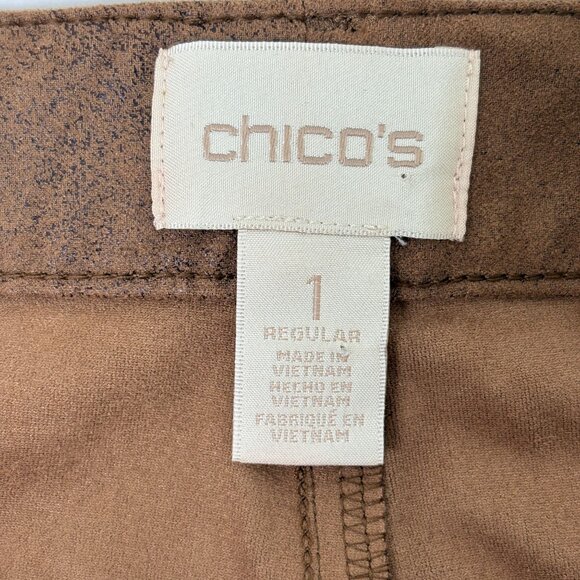 chico's
1
REGULAR
MADE IN
VIETNAM
HECHO EN
VIETNAM
FABRIQUÉ EN
VIETNAM